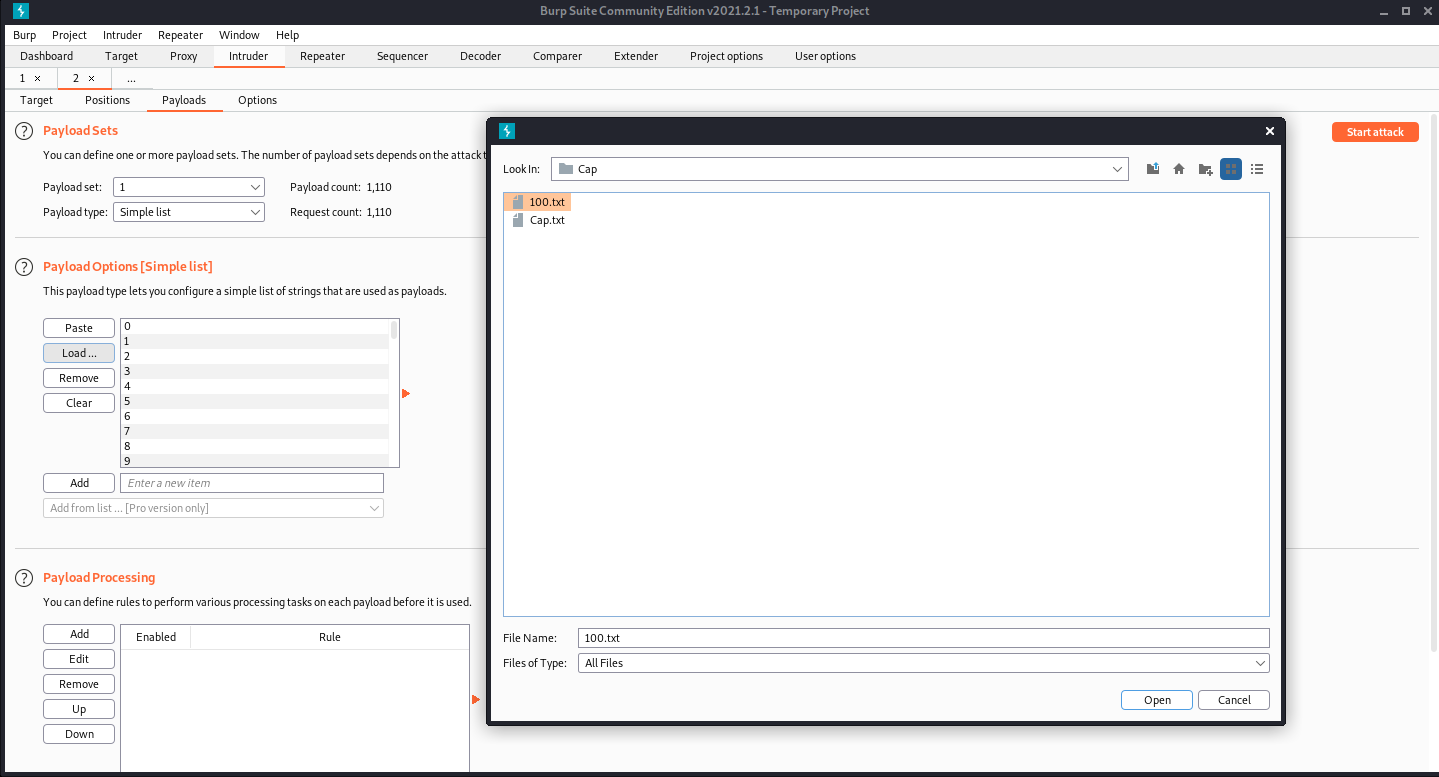 Burp Suite Community Edition v2021.2.1 - Temporary Project
Burp Project Intruder Repeater Window Help
Dashboard Target Proxy Intruder Repeater Sequencer Decoder Comparer Extender Project options User options
1 × 2 × ...
Target Positions Payloads Options
? Payload Sets
Start attack
You can define one or more payload sets. The number of payload sets depends on the attack t
Payload set: 1 Payload count: 1,110
Payload type: Simple list Request count: 1,110
? Payload Options [Simple list]
This payload type lets you configure a simple list of strings that are used as payloads.
Paste
Load ...
Remove
Clear
0
1
2
3
4
5
6
7
8
9
Add Enter a new item
Add from list ... [Pro version only]
? Payload Processing
You can define rules to perform various processing tasks on each payload before it is used.
Add
Edit
Remove
Up
Down
Enabled Rule
Look In: Cap
100.txt
Cap.txt
File Name: 100.txt
Files of Type: All Files
Open Cancel